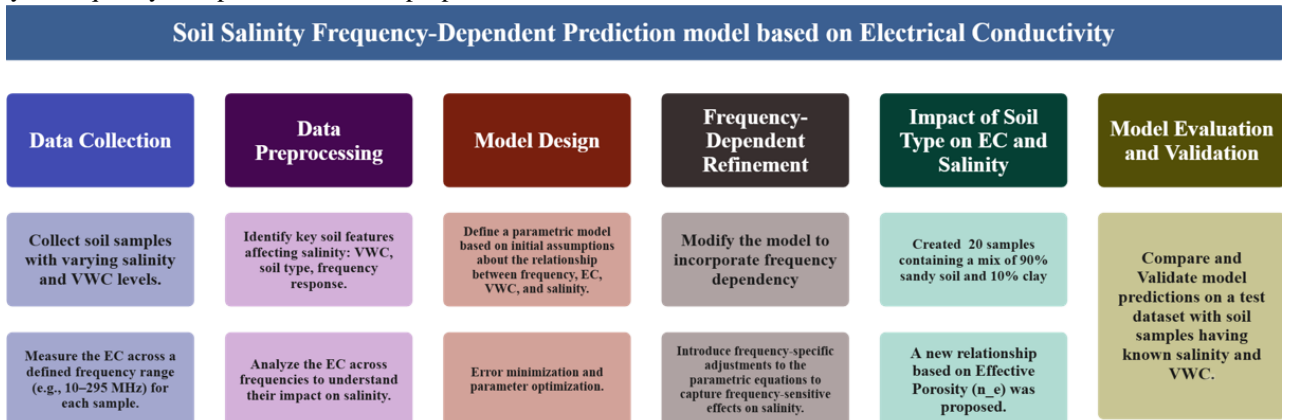 Soil Salinity Frequency-Dependent Prediction model based on Electrical Conductivity
Data Collection
Data
Preprocessing
Model Design
Frequency-
Dependent
Refinement
Impact of Soil
Type on EC and
Salinity
Model Evaluation
and Validation
Collect soil samples
with varying salinity
and VWC levels.
Identify key soil features
affecting salinity: VWC,
soil type, frequency
response.
Define a parametric model
based on initial assumptions
about the relationship
between frequency, EC,
VWC, and salinity.
Modify the model to
incorporate frequency
dependency
Created 20 samples
containing a mix of 90%
sandy soil and 10% clay
Compare and
Validate model
predictions on a test
dataset with soil
samples having
known salinity and
VWC.
Measure the EC across a
defined frequency range
(e.g., 10–295 MHz) for
each sample.
Analyze the EC across
frequencies to understand
their impact on salinity.
Error minimization and
parameter optimization.
Introduce frequency-specific
adjustments to the
parametric equations to
capture frequency-sensitive
effects on salinity.
A new relationship
based on Effective
Porosity (n_e) was
proposed.